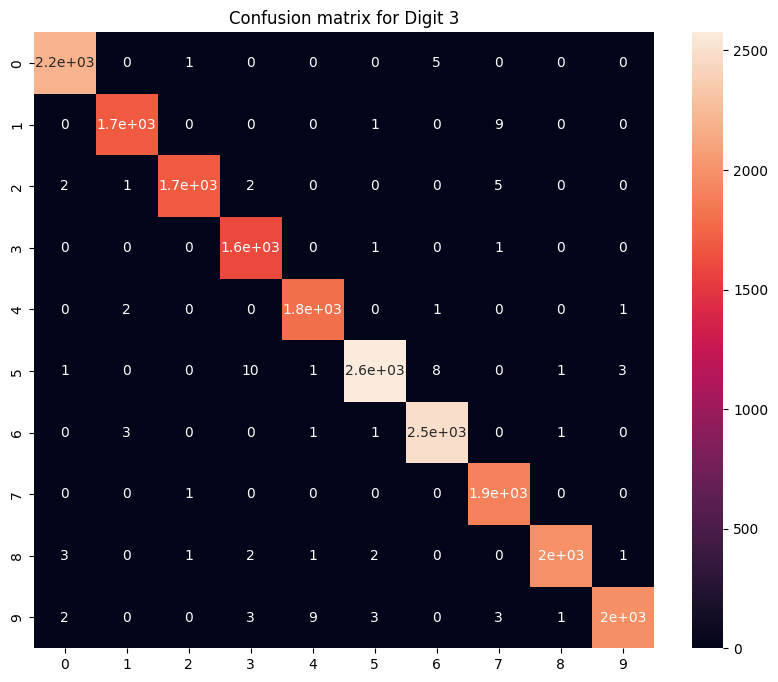 Confusion matrix for Digit 3
0 2.2e+03 0 1 0 0 0 5 0 0 0
1 0 1.7e+03 0 0 0 1 0 9 0 0
2 2 1 1.7e+03 2 0 0 0 5 0 0
3 0 0 0 1.6e+03 0 1 0 1 0 0
4 0 2 0 0 1.8e+03 0 1 0 0 1
5 1 0 0 10 1 2.6e+03 8 0 1 3
6 0 3 0 0 1 1 2.5e+03 0 1 0
7 0 0 1 0 0 0 0 1.9e+03 0 0
8 3 0 1 2 1 2 0 0 2e+03 1
9 2 0 0 3 9 3 0 3 1 2e+03
0 1 2 3 4 5 6 7 8 9
2500
2000
1500
1000
500
0